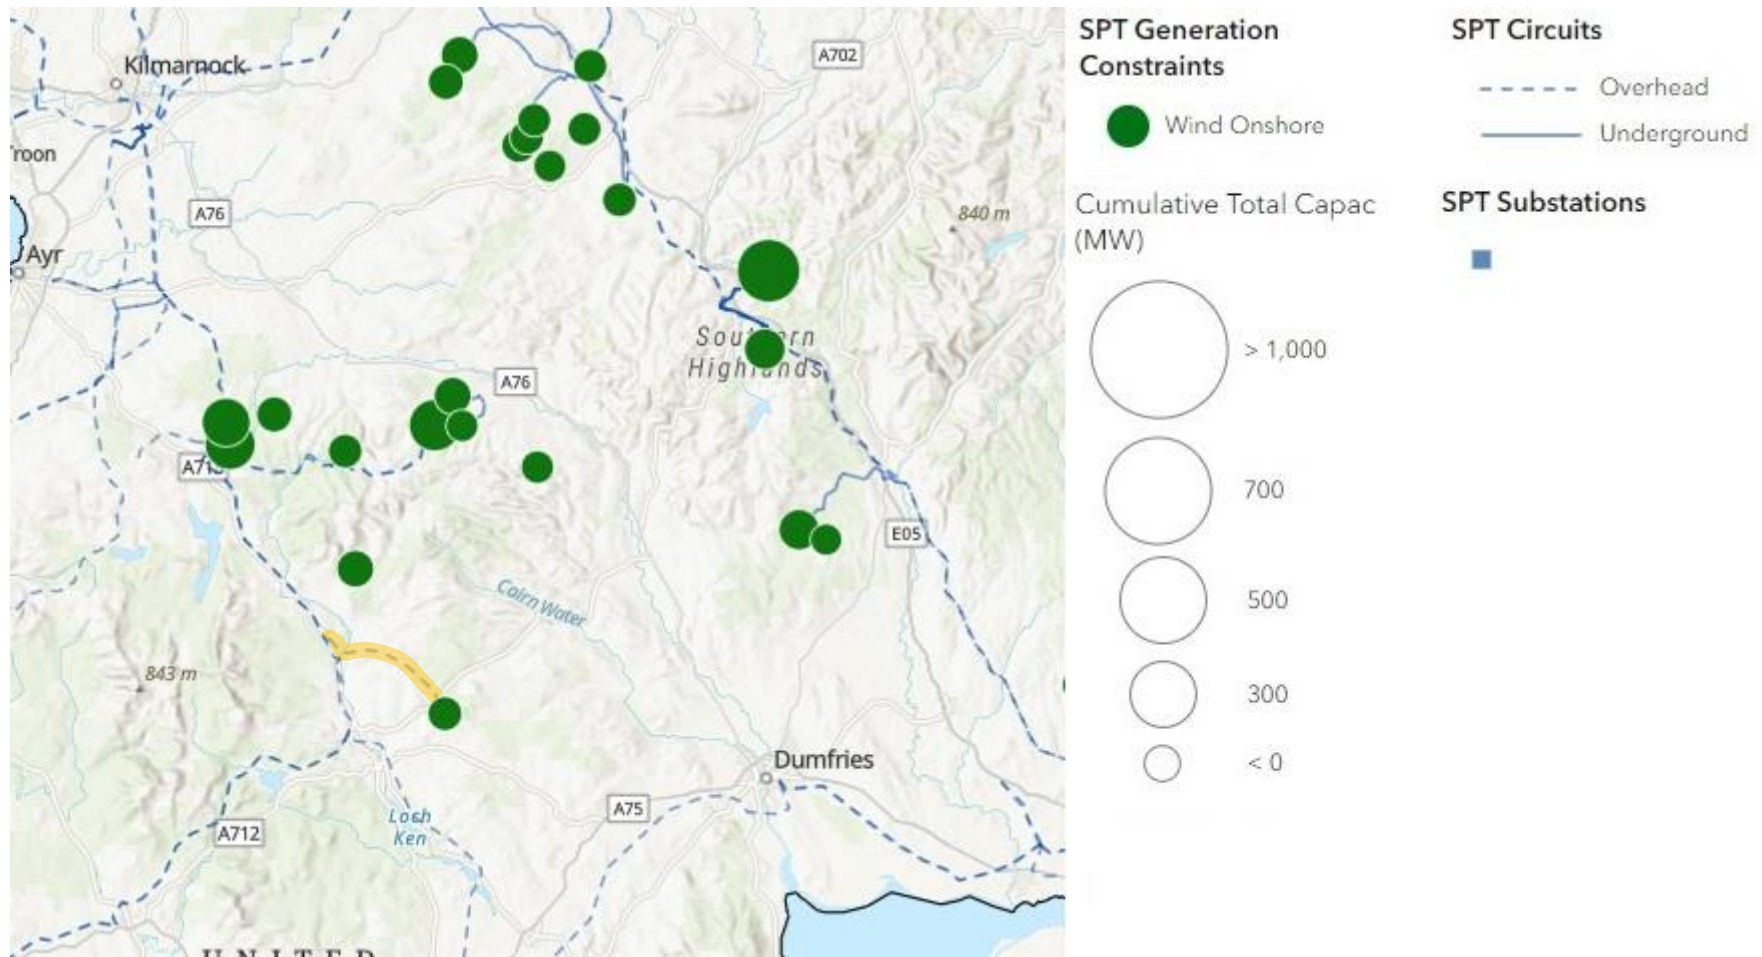 Kilmarnock
A702
roon
A76
840 m
Ayr
Southern
Highlands
A76
A713
E05
Cairn Water
843 m
Dumfries
A75
Loch
Ken
A712
UNITED
SPT Generation
Constraints
Wind Onshore
Cumulative Total Capac
(MW)
> 1,000
700
500
300
< 0
SPT Circuits
Overhead
Underground
SPT Substations